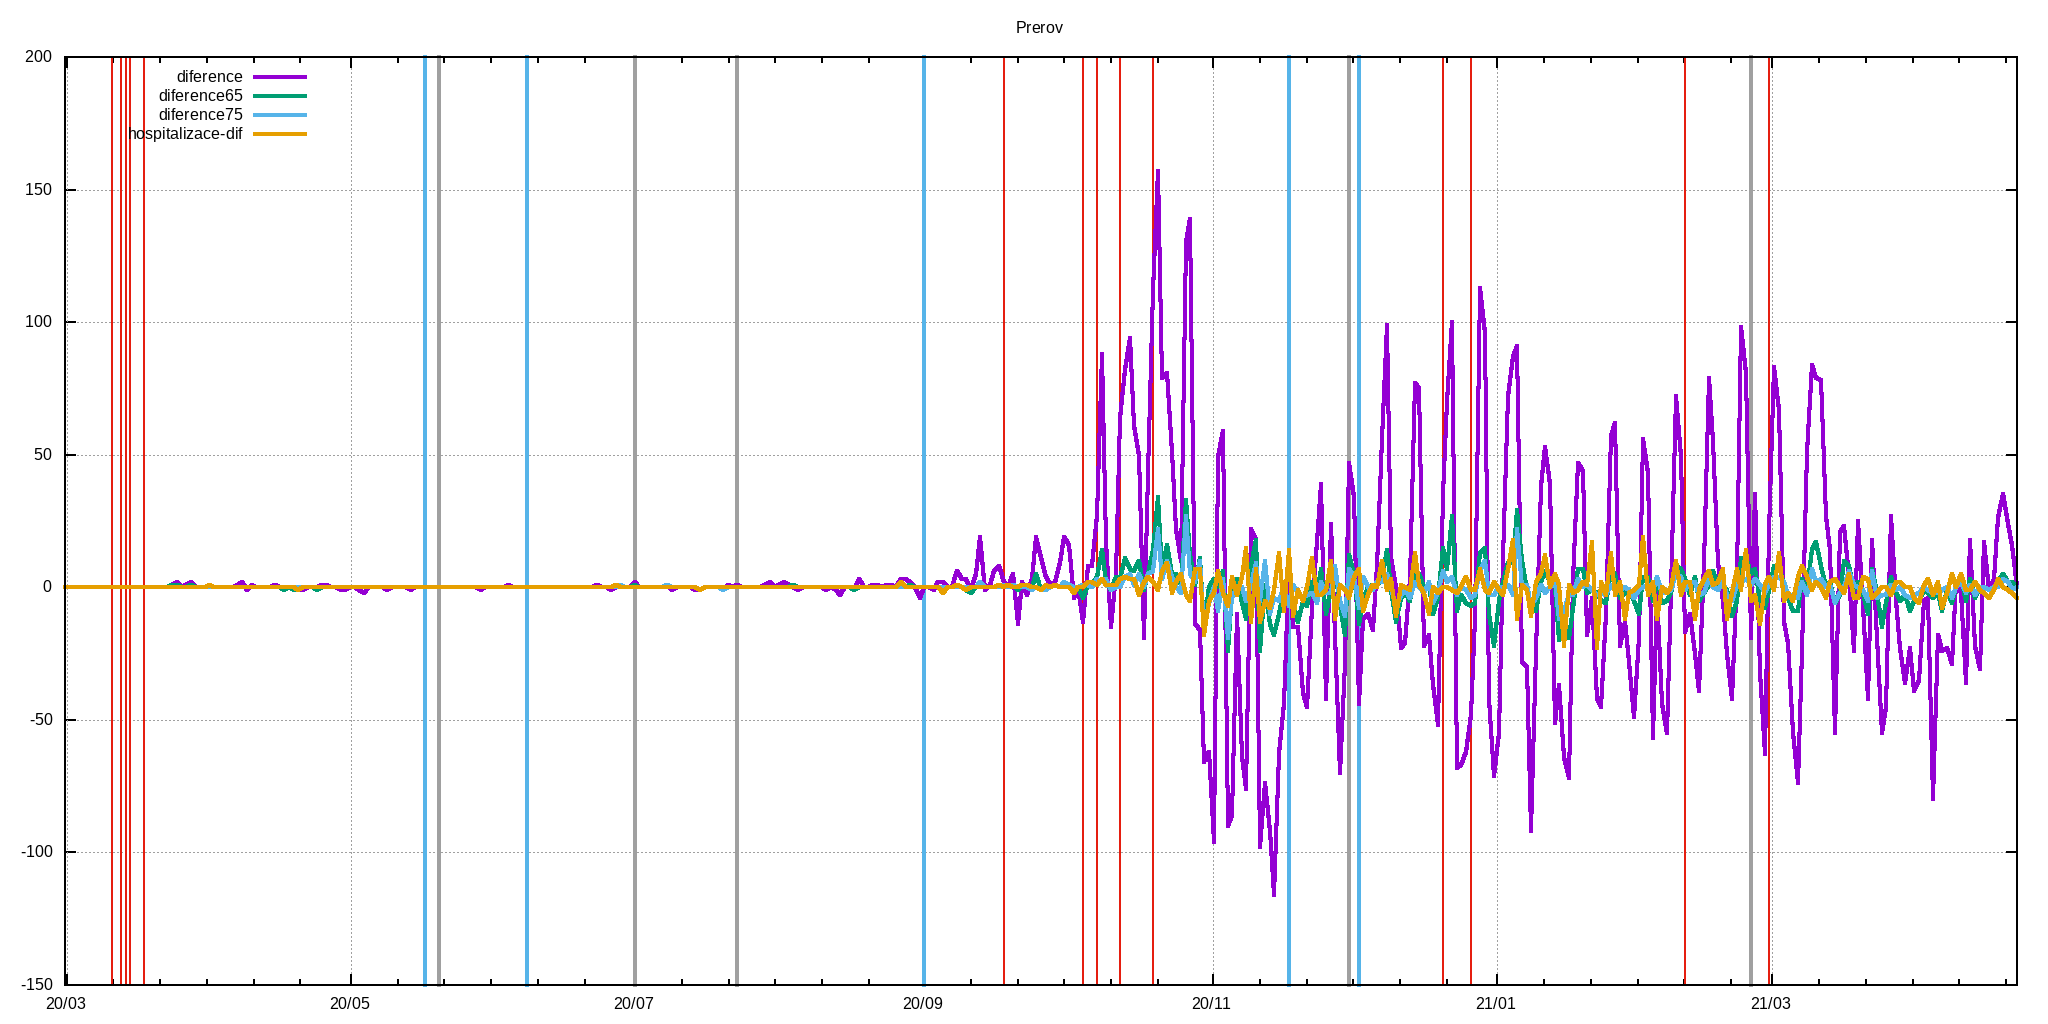 Prerov
200
150
100
50
0
-50
-100
-150
diference
diference65
diference75
hospitalizace-dif
20/03 20/05 20/07 20/09 20/11 21/01 21/03